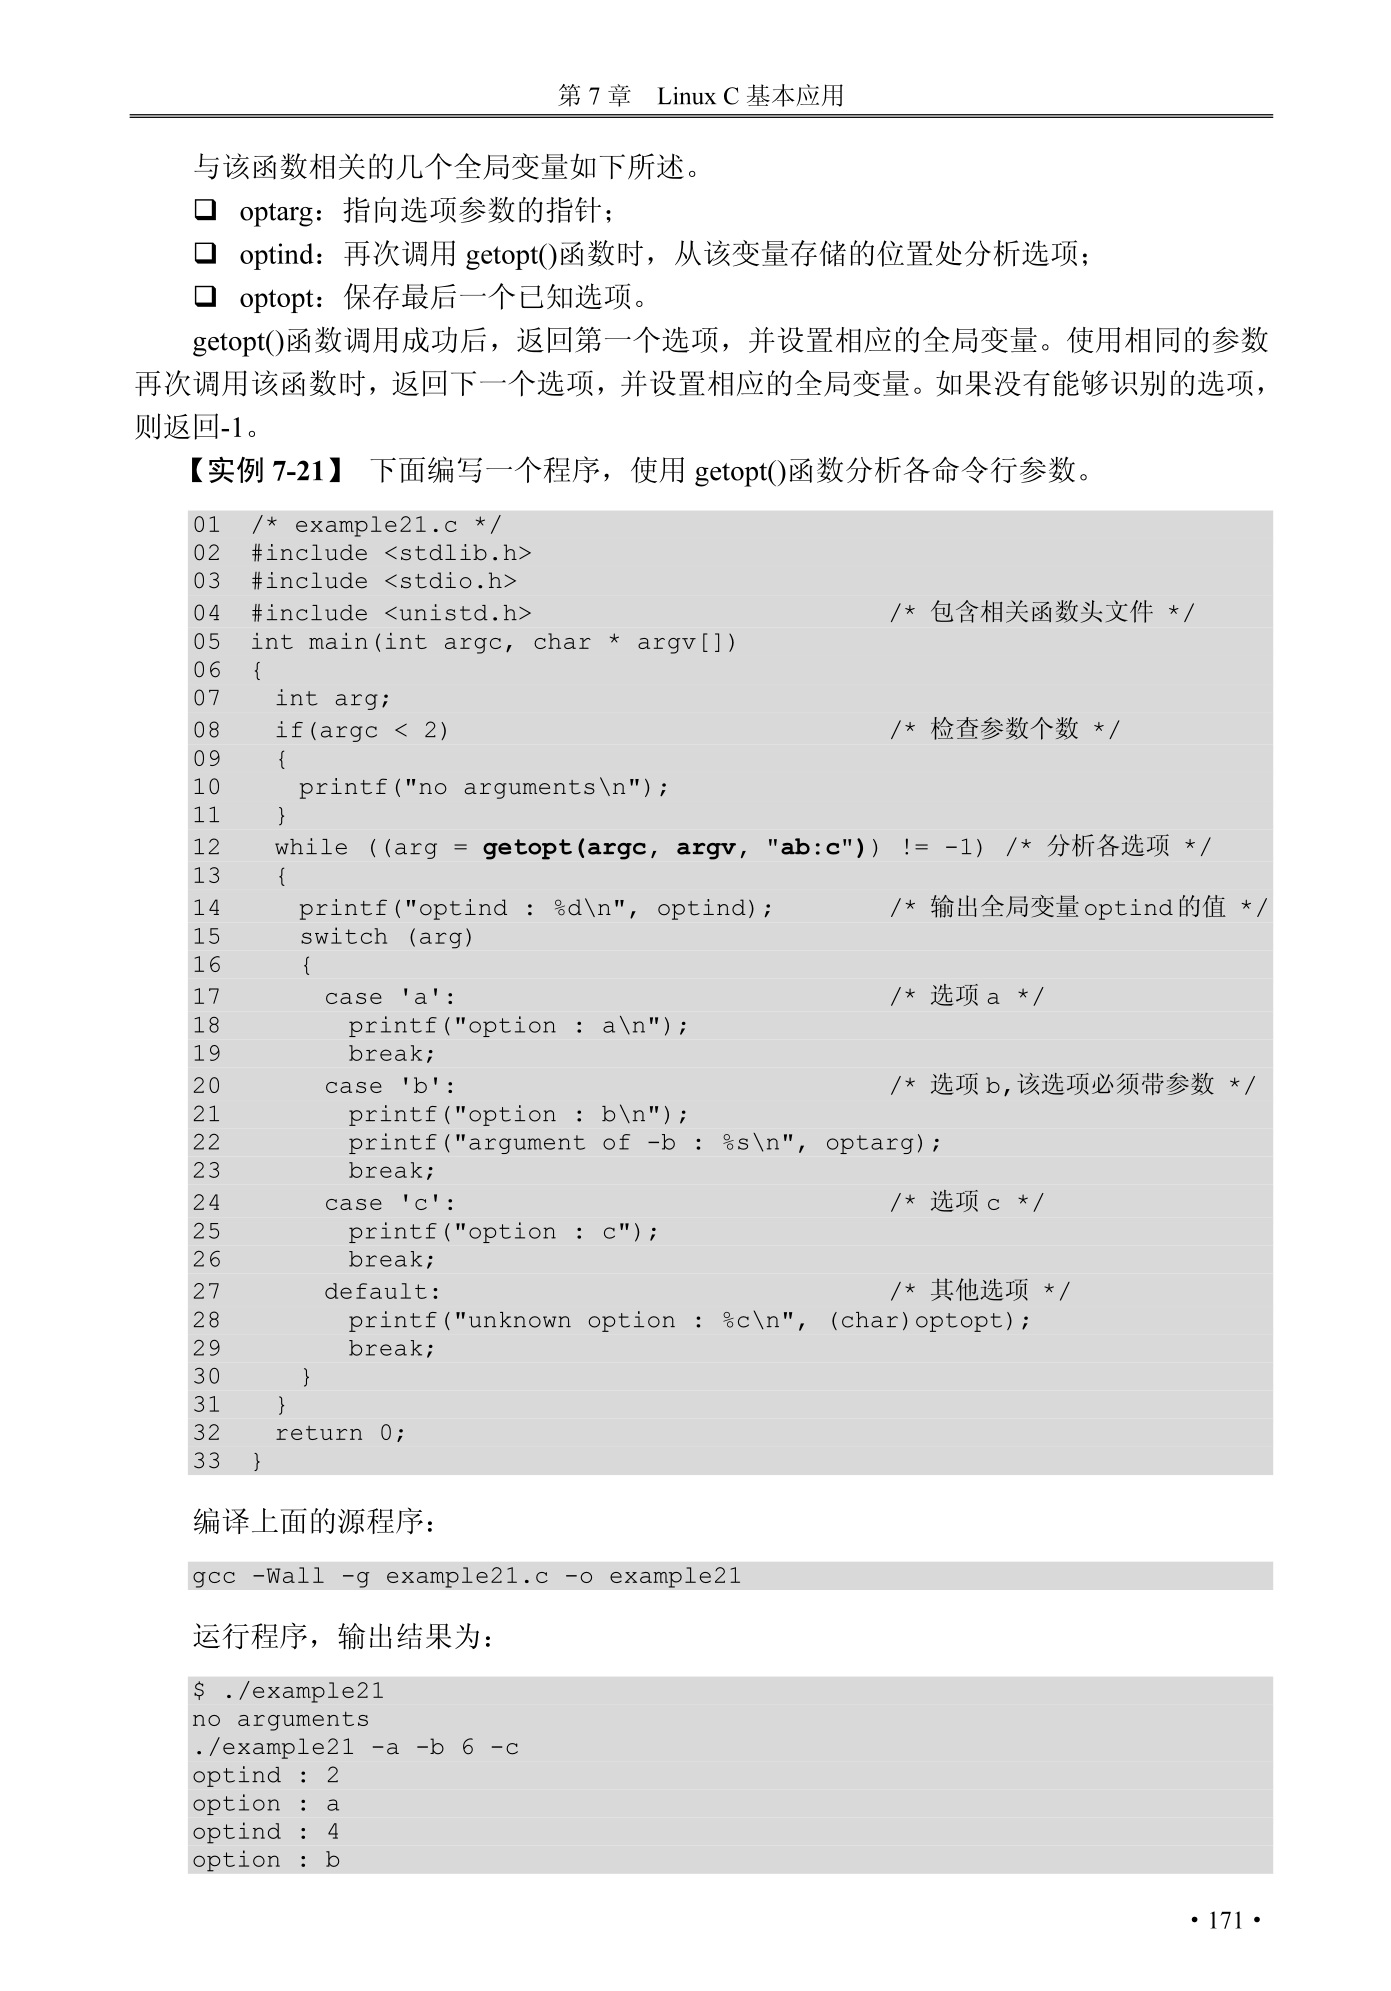 第 7 章 Linux C 基本应用
与该函数相关的几个全局变量如下所述。
❑ optarg：指向选项参数的指针；
❑ optind：再次调用 getopt()函数时，从该变量存储的位置处分析选项；
❑ optopt：保存最后一个已知选项。
getopt()函数调用成功后，返回第一个选项，并设置相应的全局变量。使用相同的参数
再次调用该函数时，返回下一个选项，并设置相应的全局变量。如果没有能够识别的选项，
则返回-1。
【实例 7-21】 下面编写一个程序，使用 getopt()函数分析各命令行参数。
01 /* example21.c */
02 #include <stdlib.h>
03 #include <stdio.h>
04 #include <unistd.h> /* 包含相关函数头文件 */
05 int main(int argc, char * argv[])
06 {
07 int arg;
08 if(argc < 2) /* 检查参数个数 */
09 {
10 printf("no arguments\n");
11 }
12 while ((arg = getopt(argc, argv, "ab:c")) != -1) /* 分析各选项 */
13 {
14 printf("optind : %d\n", optind); /* 输出全局变量optind的值 */
15 switch (arg)
16 {
17 case 'a': /* 选项 a */
18 printf("option : a\n");
19 break;
20 case 'b': /* 选项 b,该选项必须带参数 */
21 printf("option : b\n");
22 printf("argument of -b : %s\n", optarg);
23 break;
24 case 'c': /* 选项 c */
25 printf("option : c");
26 break;
27 default: /* 其他选项 */
28 printf("unknown option : %c\n", (char)optopt);
29 break;
30 }
31 }
32 return 0;
33 }
编译上面的源程序：
gcc -Wall -g example21.c -o example21
运行程序，输出结果为：
$ ./example21
no arguments
./example21 -a -b 6 -c
optind : 2
option : a
optind : 4
option : b
• 171 •